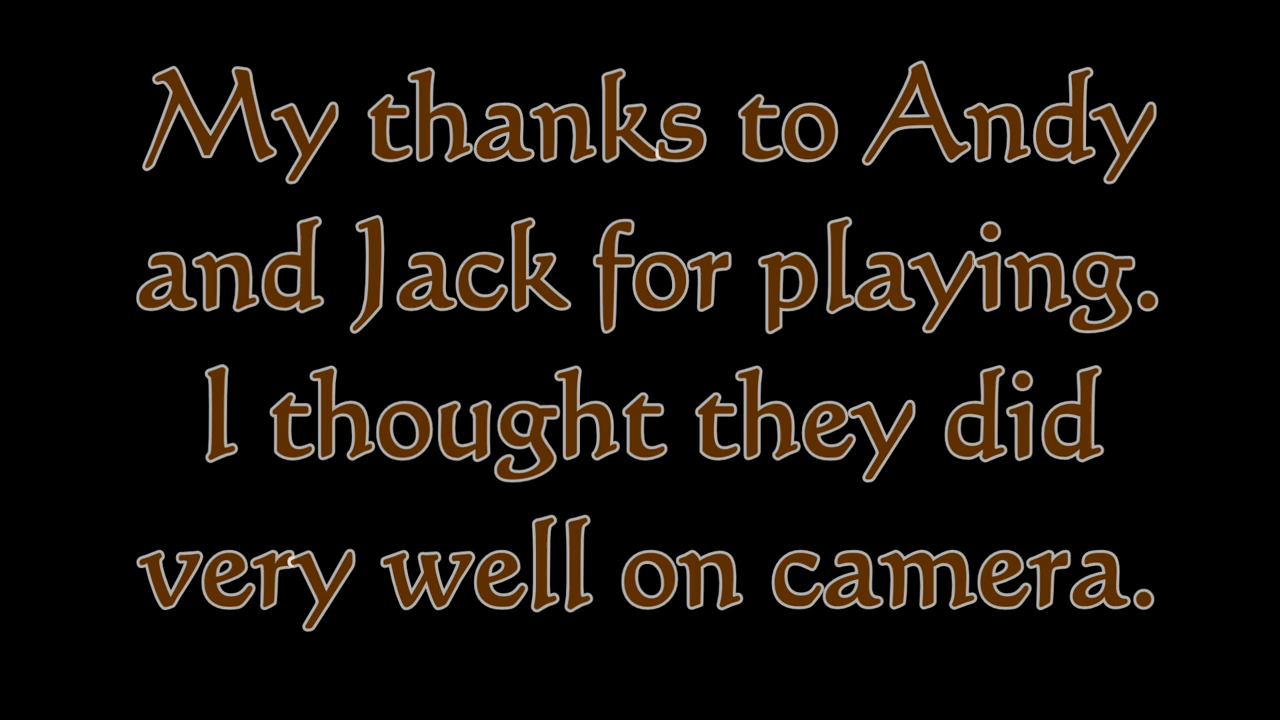 My thanks to Andy
and Jack for playing.
I thought they did
very well on camera.